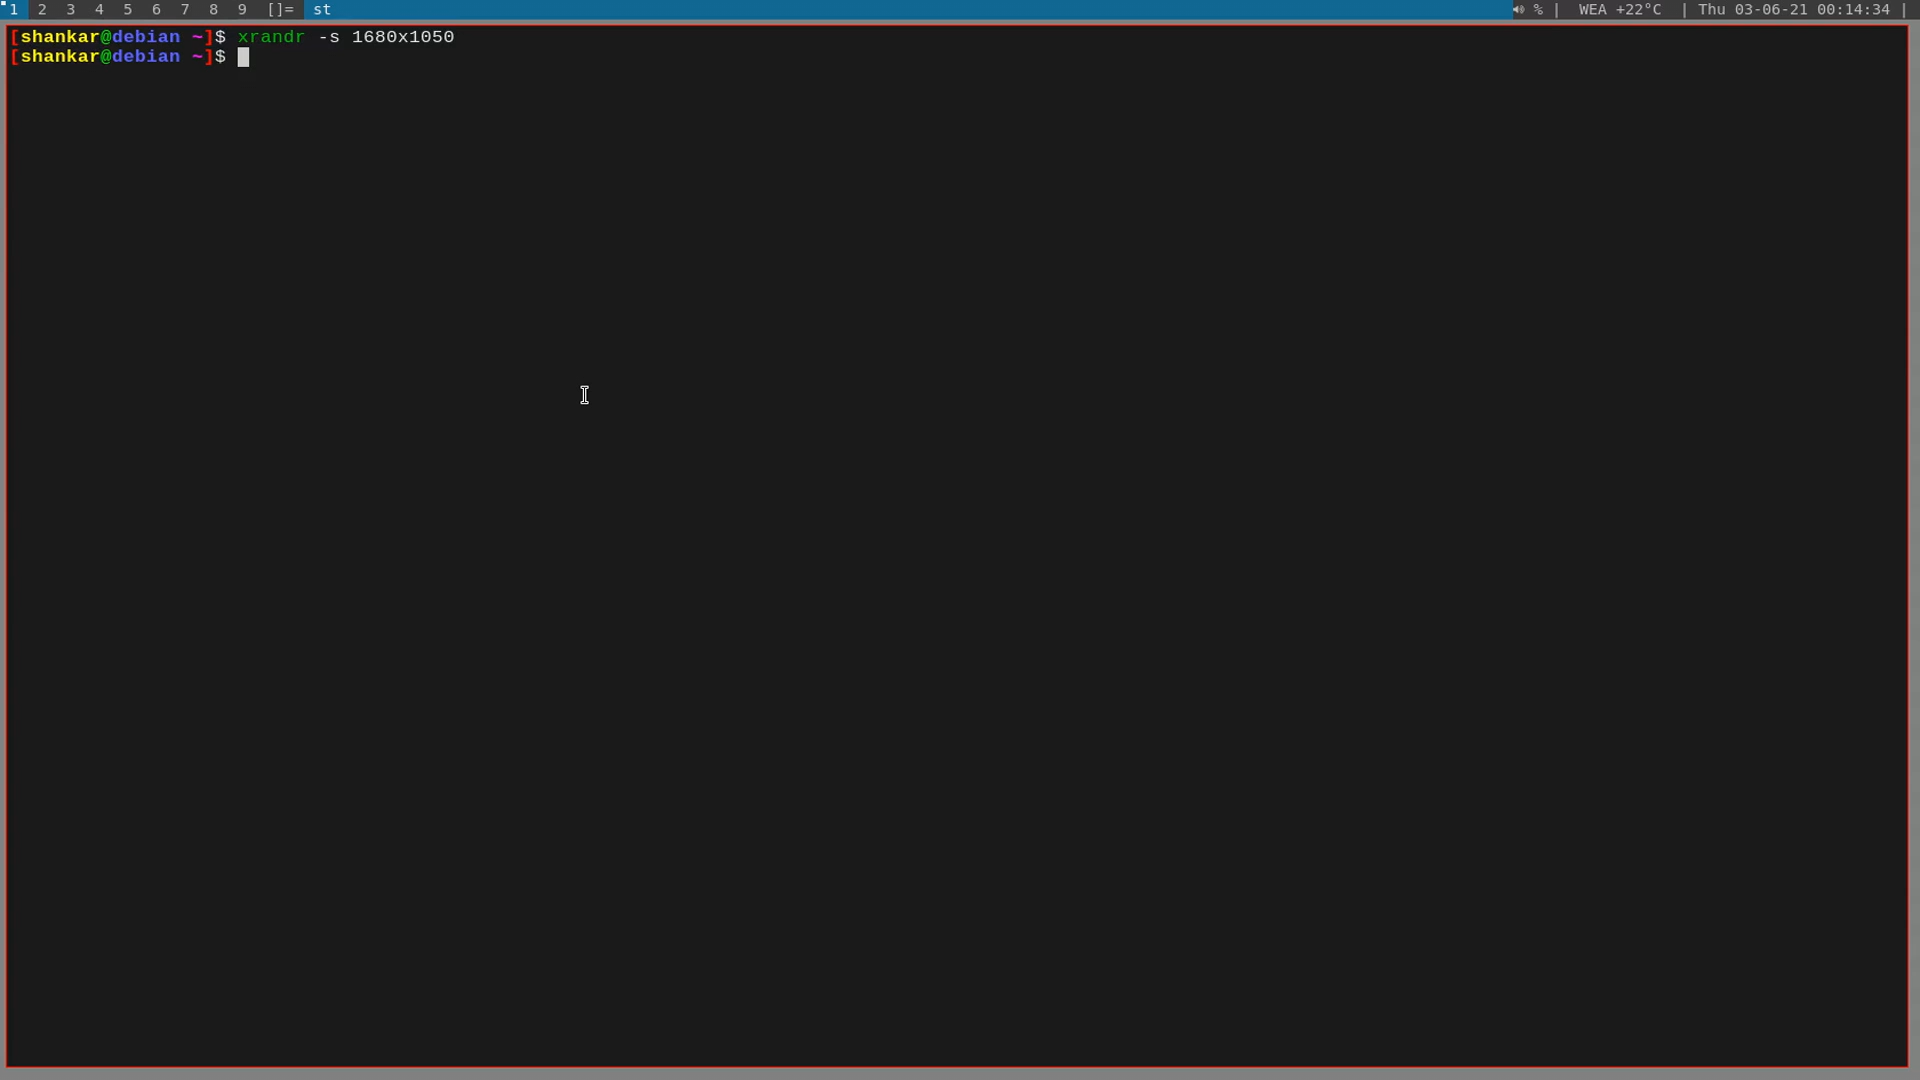 1 2 3 4 5 6 7 8 9 []= st % | WEA +22°C | Thu 03-06-21 00:14:34 |
[shankar@debian ~]$ xrandr -s 1680x1050
[shankar@debian ~]$